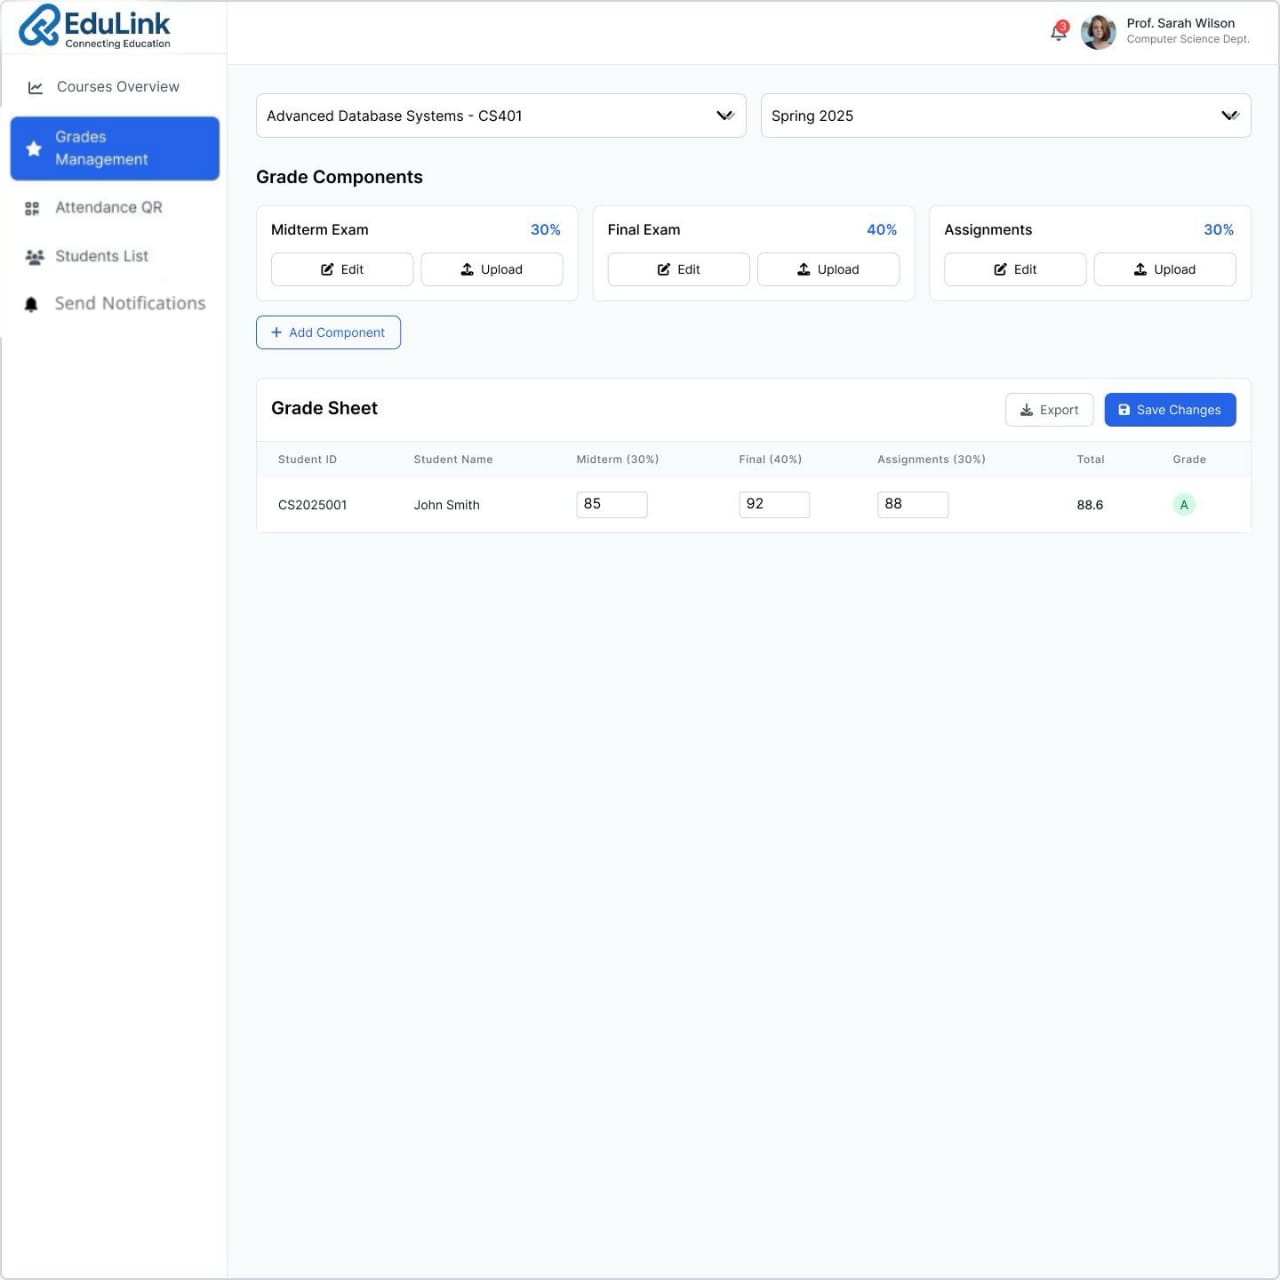 EduLink
Connecting Education
3
Prof. Sarah Wilson
Computer Science Dept.
Courses Overview
Grades
Management
Attendance QR
Students List
Send Notifications
Advanced Database Systems - CS401
Spring 2025
Grade Components
Midterm Exam 30%
Edit Upload
Final Exam 40%
Edit Upload
Assignments 30%
Edit Upload
+ Add Component
Grade Sheet
Export Save Changes
Student ID Student Name Midterm (30%) Final (40%) Assignments (30%) Total Grade
CS2025001 John Smith 85 92 88 88.6 A